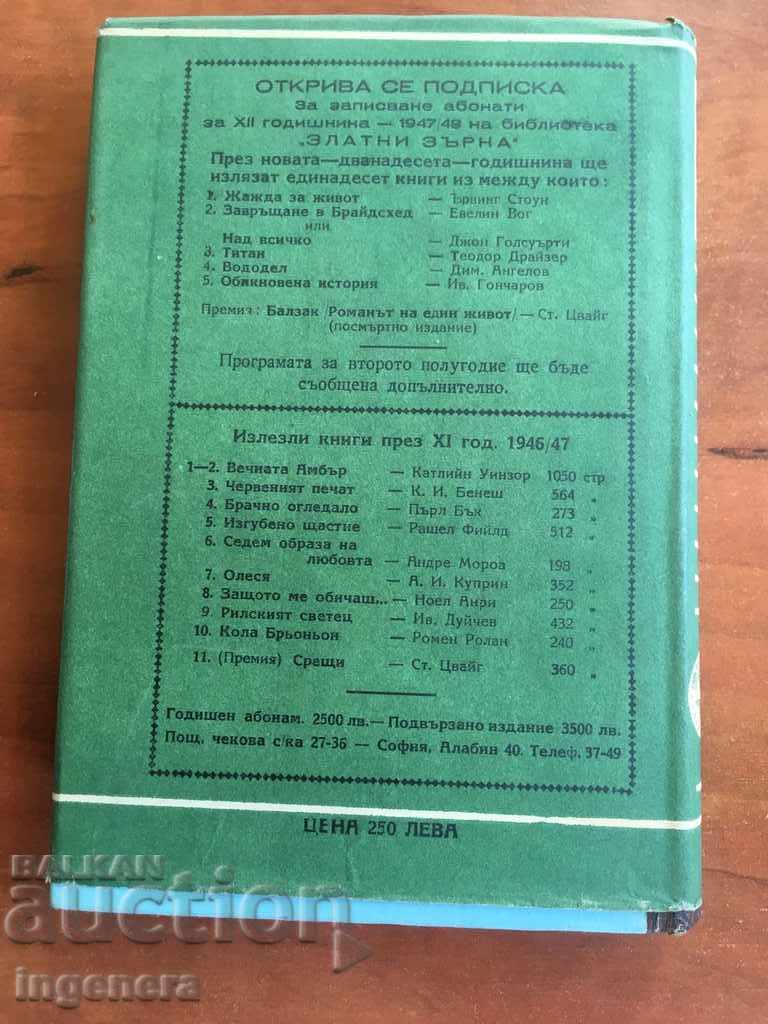 ОТКРИВА СЕ ПОДПИСКА
За записване абонати
за XII годишнина — 1947/48 на библиотека
„ЗЛАТНИ ЗЪРНА"
През новата—дванадесета—годишнина ще
излязат единадесет книги из между които:
1. Жажда за живот — Ървинг Стоун
2. Завръщане в Брайдсхед — Евелин Вог
или
Над всичко — Джон Голсуърти
3. Титан — Теодор Драйзер
4. Вододел — Дим. Ангелов
5. Обикновена история — Ив. Гончаров
Премия: Балзак /Романът на един живот/ — Ст. Цвайг
(посмъртно издание)
Програмата за второто полугодие ще бъде
съобщена допълнително.
Излезли книги през XI год. 1946/47
1—2. Вечната Амбър — Катлийн Уинзор 1050 стр
3. Червеният печат — К. И. Бенеш 564 „
4. Брачно огледало — Пърл Бък 273 „
5. Изгубено щастие — Рашел Фийлд 512 „
6. Седем образа на
любовта — Андре Мороа 198 „
7. Олеся — А. И. Куприн 352 „
8. Защото ме обичаш... — Ноел Анри 250 „
9. Рилският светец — Ив. Дуйчев 432 „
10. Кола Брьоньон — Ромен Ролан 240 „
11. (Премия) Срещи — Ст. Цвайг 360 „
Годишен абонам. 2500 лв.— Подвързано издание 3500 лв.
Пощ. чекова с/ка 27-36 — София, Алабин 40. Телеф. 37-49
ЦЕНА 250 ЛЕВА
BALKAN
auction
ingenera